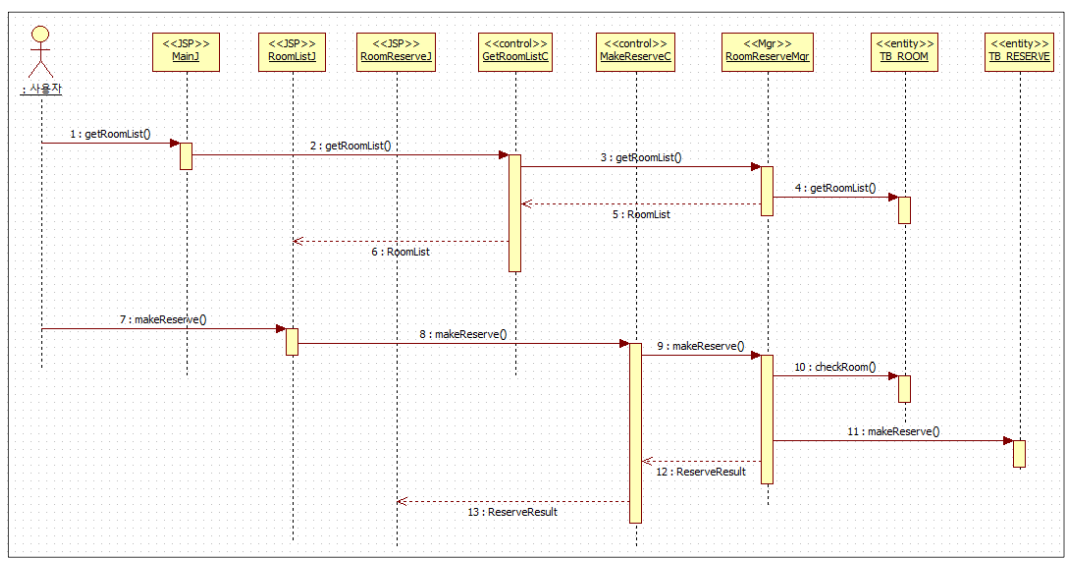 <<JSP>>
MainJ
<<JSP>>
RoomListJ
<<JSP>>
RoomReserveJ
<<control>>
GetRoomListC
<<control>>
MakeReserveC
<<Mgr>>
RoomReserveMgr
<<entity>>
TB_ROOM
<<entity>>
TB_RESERVE
: 사용자
1 : getRoomList()
2 : getRoomList()
3 : getRoomList()
4 : getRoomList()
5 : RoomList
6 : RoomList
7 : makeReserve()
8 : makeReserve()
9 : makeReserve()
10 : checkRoom()
11 : makeReserve()
12 : ReserveResult
13 : ReserveResult